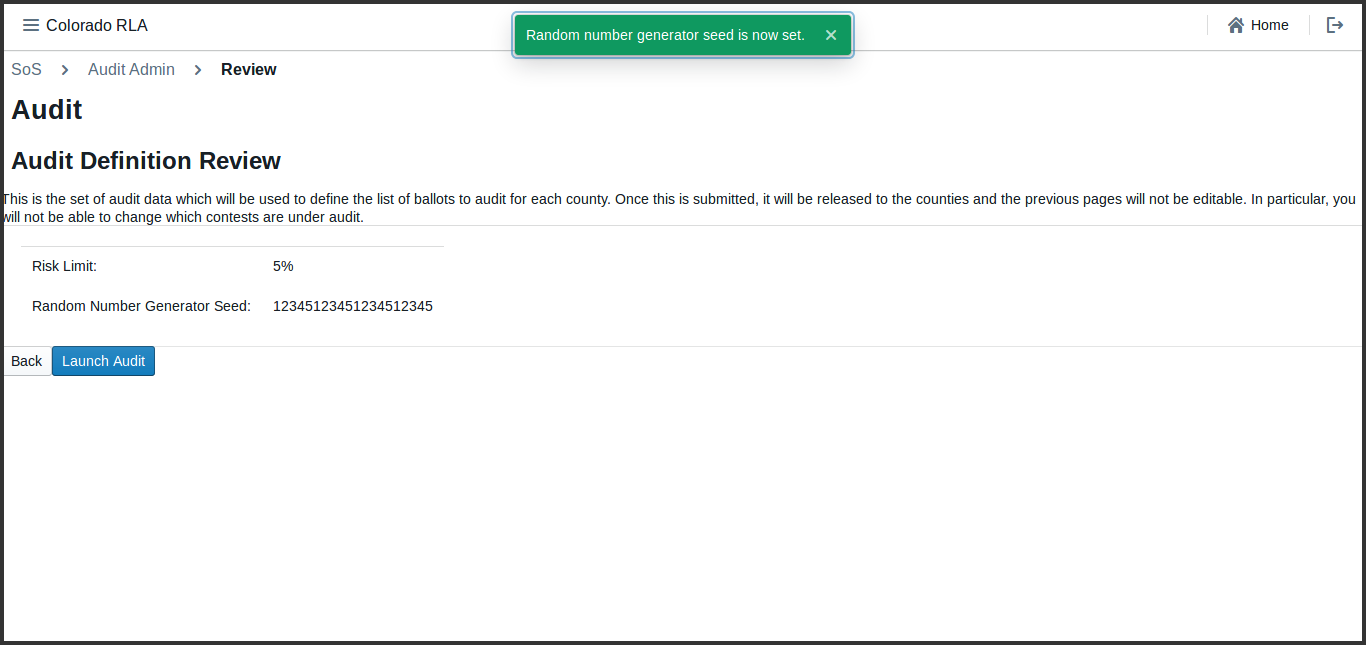 Colorado RLA
Random number generator seed is now set.
Home
SoS Audit Admin Review
Audit
Audit Definition Review
This is the set of audit data which will be used to define the list of ballots to audit for each county. Once this is submitted, it will be released to the counties and the previous pages will not be editable. In particular, you
will not be able to change which contests are under audit.
Risk Limit: 5%
Random Number Generator Seed: 12345123451234512345
Back Launch Audit